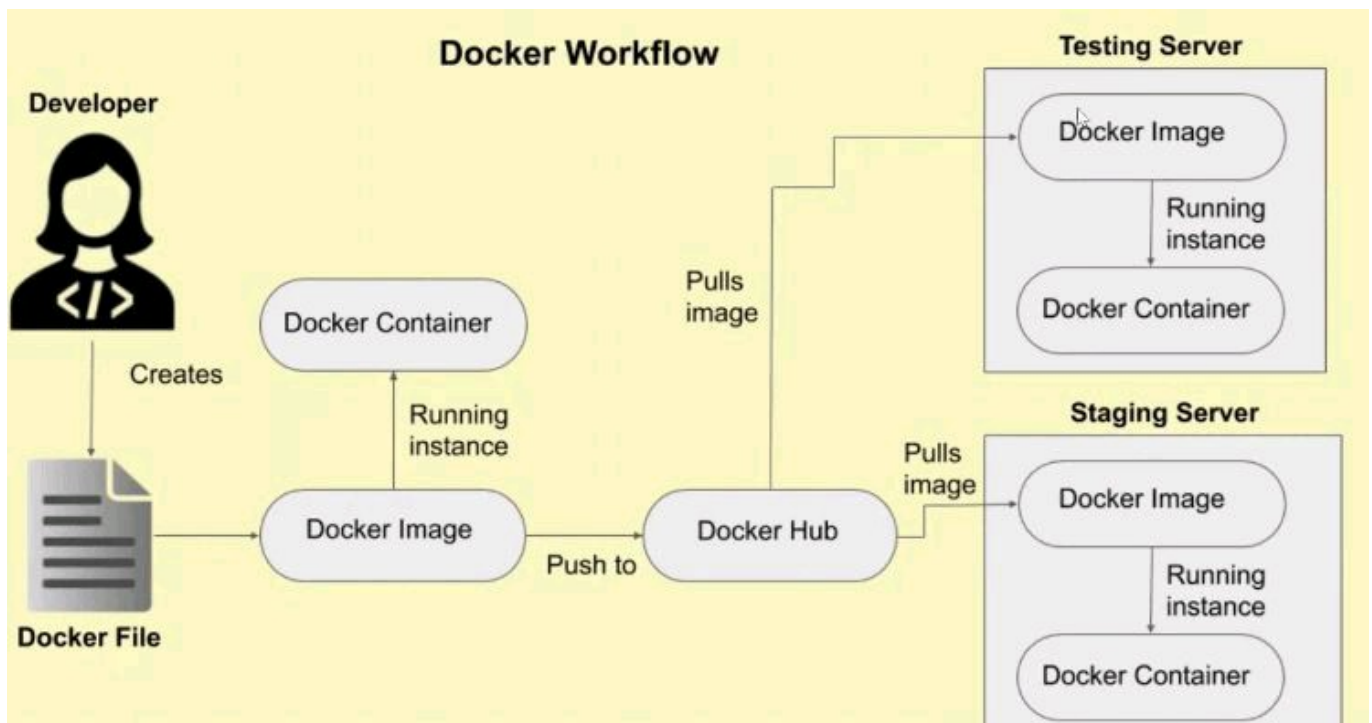 Docker Workflow
Developer
</>
Creates
Docker File
Docker Container
Running
instance
Docker Image
Push to
Docker Hub
Pulls
image
Testing Server
Docker Image
Running
instance
Docker Container
Pulls
image
Staging Server
Docker Image
Running
instance
Docker Container